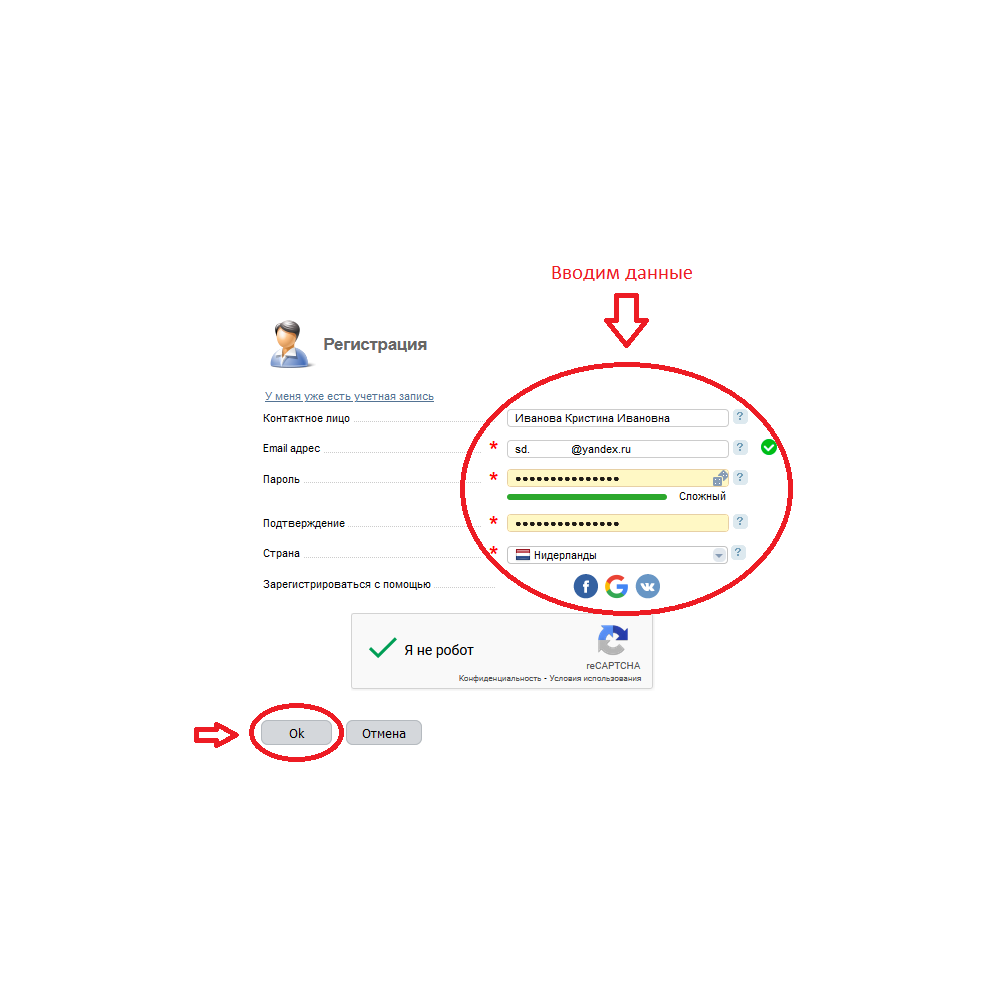 Вводим данные
Регистрация
У меня уже есть учетная запись
Контактное лицо Иванова Кристина Ивановна ?
Email адрес * sd. @yandex.ru ?
Пароль * ••••••••••••••• ?
Сложный
Подтверждение * ••••••••••••••• ?
Страна * Нидерланды ?
Зарегистрироваться с помощью
Я не робот
reCAPTCHA
Конфиденциальность - Условия использования
Ok Отмена